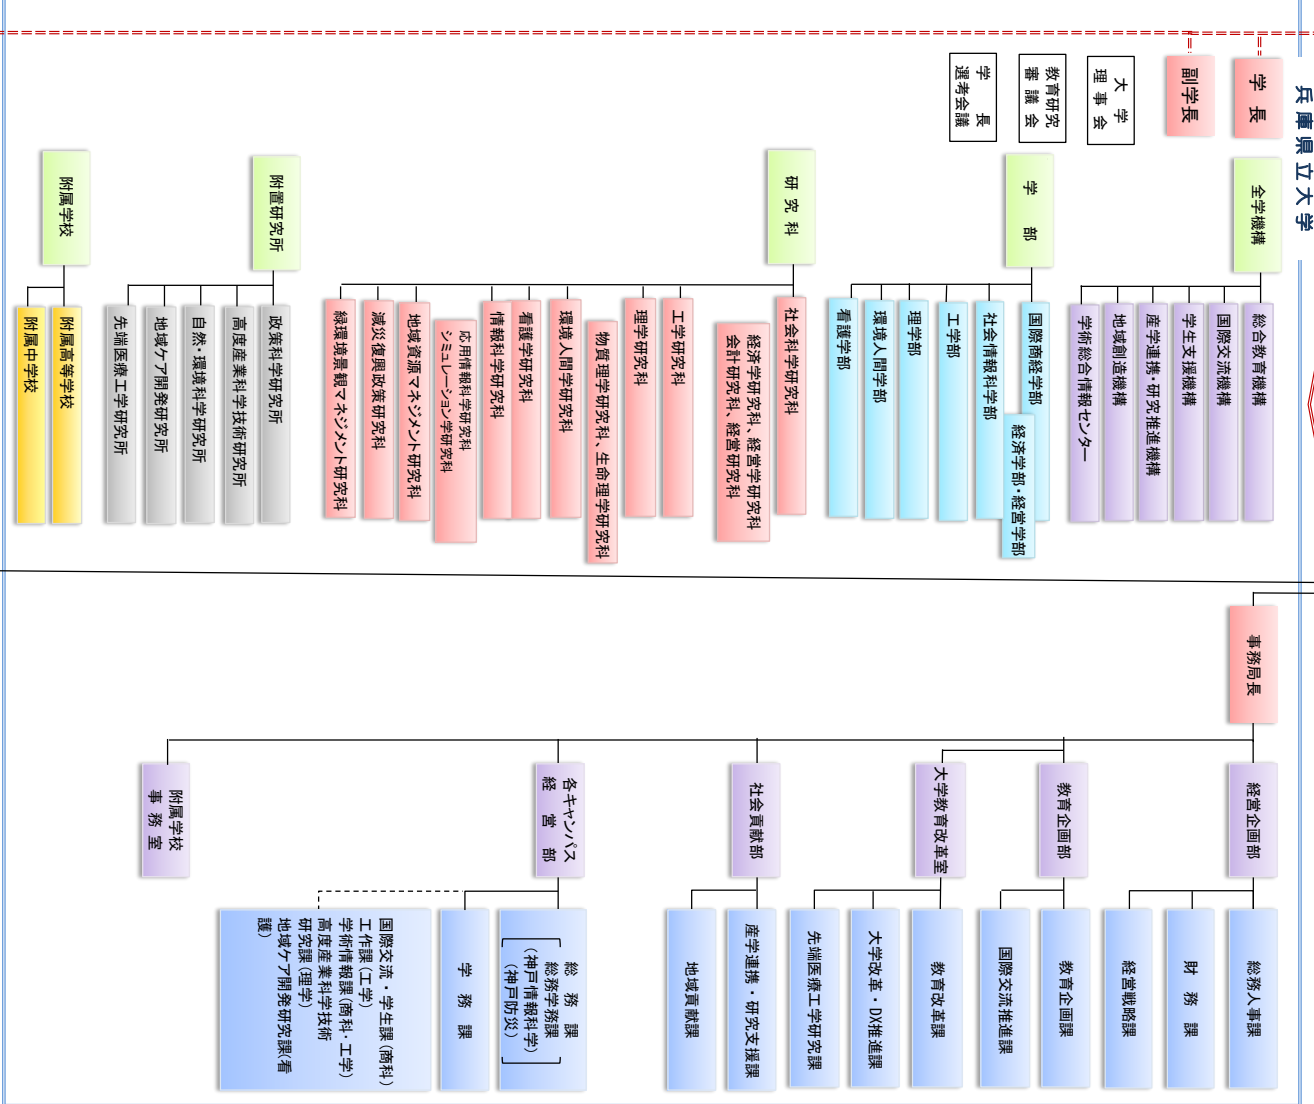 兵庫県立大学
学長
副学長
大学
理事会
教育研究
審議会
学長
選考会議
全学機構
総合教育機構
国際交流機構
学生支援機構
産学連携・研究推進機構
地域創造機構
学術総合情報センター
学部
国際商経学部
経済学部・経営学部
社会情報科学部
工学部
理学部
環境人間学部
看護学部
研究科
社会科学研究科
経済学研究科、経営学研究科
会計研究科、経営研究科
工学研究科
理学研究科
物質理学研究科、生命理学研究科
環境人間学研究科
看護学研究科
情報科学研究科
応用情報科学研究科
シミュレーション学研究科
地域資源マネジメント研究科
減災復興政策研究科
緑環境景観マネジメント研究科
附置研究所
政策科学研究所
高度産業科学技術研究所
自然・環境科学研究所
地域ケア開発研究所
先端医療工学研究所
附属学校
附属高等学校
附属中学校
事務局長
経営企画部
総務人事課
財務課
経営戦略課
教育企画部
教育企画課
国際交流推進課
大学教育改革室
教育改革課
大学改革・DX推進課
先端医療工学研究課
社会貢献部
産学連携・研究支援課
地域貢献課
各キャンパス
経営部
総務課
総務学務課
(神戸情報科学)
(神戸防災)
学務課
国際交流・学生課(商科)
工作課(工学)
学術情報課(商科・工学)
高度産業科学技術
研究課(理学)
地域ケア開発研究課(看
護)
附属学校
事務室